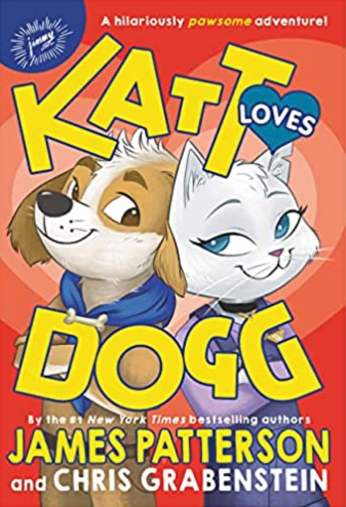 A hilariously pawsome adventure!
jimmy
KATT
LOVES
DOGG
By the #1 New York Times bestselling authors
JAMES PATTERSON
and CHRIS GRABENSTEIN